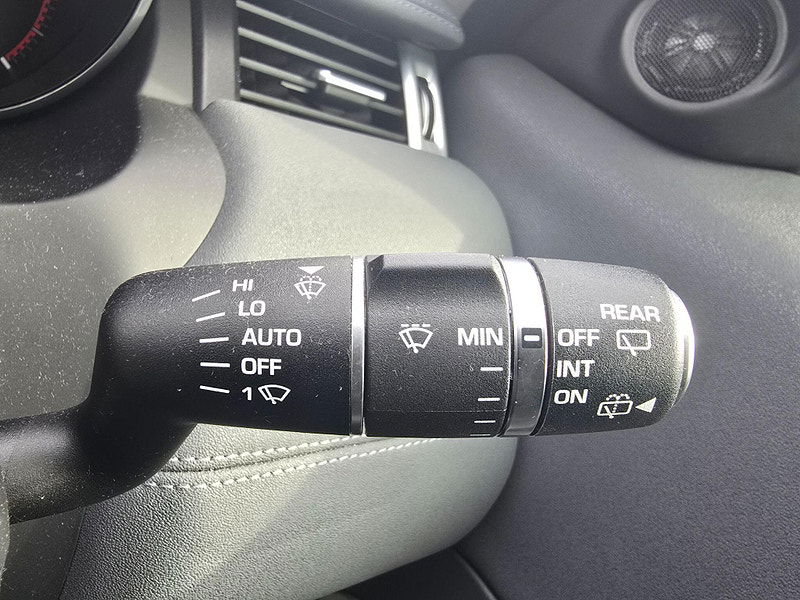 HI
LO
AUTO
OFF
1
MIN
REAR
OFF
INT
ON